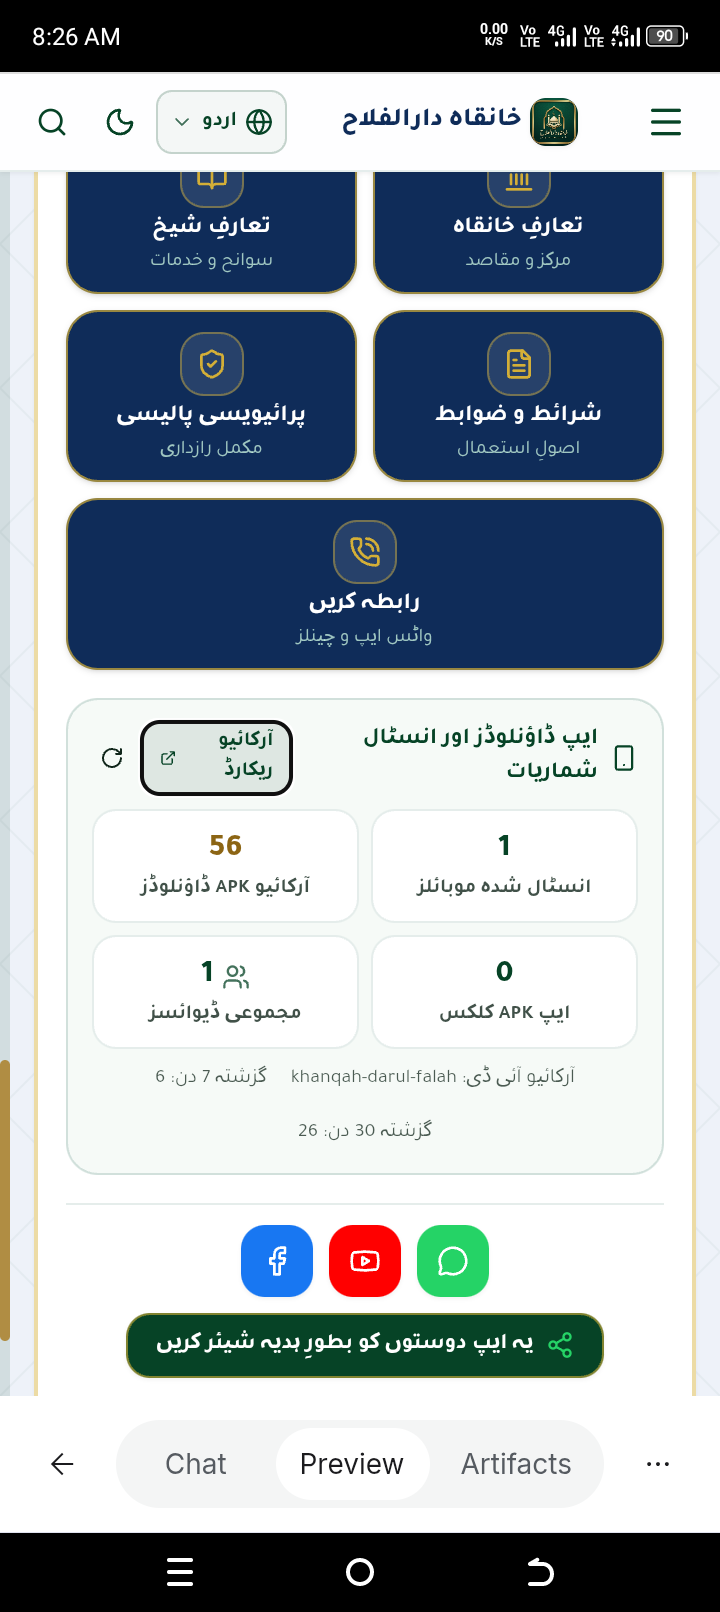 8:26 AM
0.00 K/S
Vo LTE 4G Vo LTE 4G 90
خانقاہ دارالفلاح
اردو
تعارفِ خانقاہ
مرکز و مقاصد
تعارفِ شیخ
سوانح و خدمات
شرائط و ضوابط
اصولِ استعمال
پرائیویسی پالیسی
مکمل رازداری
رابطہ کریں
واٹس ایپ و چینلز
ایپ ڈاؤنلوڈز اور انسٹال
شماریات
آرکائیو
ریکارڈ
1
انسٹال شدہ موبائلز
56
آرکائیو APK ڈاؤنلوڈز
0
ایپ APK کلکس
1
مجموعی ڈیوائسز
آرکائیو آئی ڈی: khanqah-darul-falah
گزشتہ 7 دن: 6
گزشتہ 30 دن: 26
یہ ایپ دوستوں کو بطورِ ہدیہ شیئر کریں
Chat
Preview
Artifacts